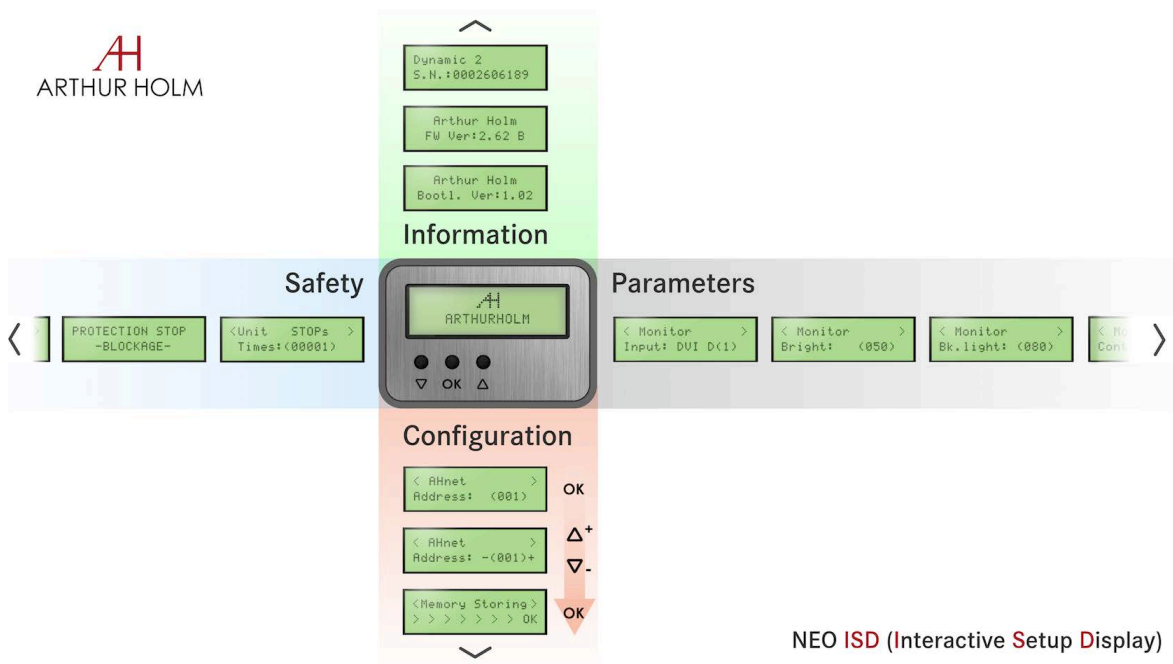 AH
ARTHUR HOLM
Dynamic 2
S.N.:0002606189
Arthur Holm
FW Ver:2.62 B
Arthur Holm
Bootl. Ver:1.02
Information
Safety
Parameters
PROTECTION STOP
-BLOCKAGE-
<Unit STOPs >
Times:(00001)
AH
ARTHURHOLM
▽ OK △
< Monitor >
Input: DVI D(1)
< Monitor >
Bright: (050)
< Monitor >
Bk.light: (080)
Configuration
< AHnet >
Address: (001)
OK
< AHnet >
Address: -(001)+
△+
▽-
<Memory Storing>
> > > > > > > OK
OK
NEO ISD (Interactive Setup Display)